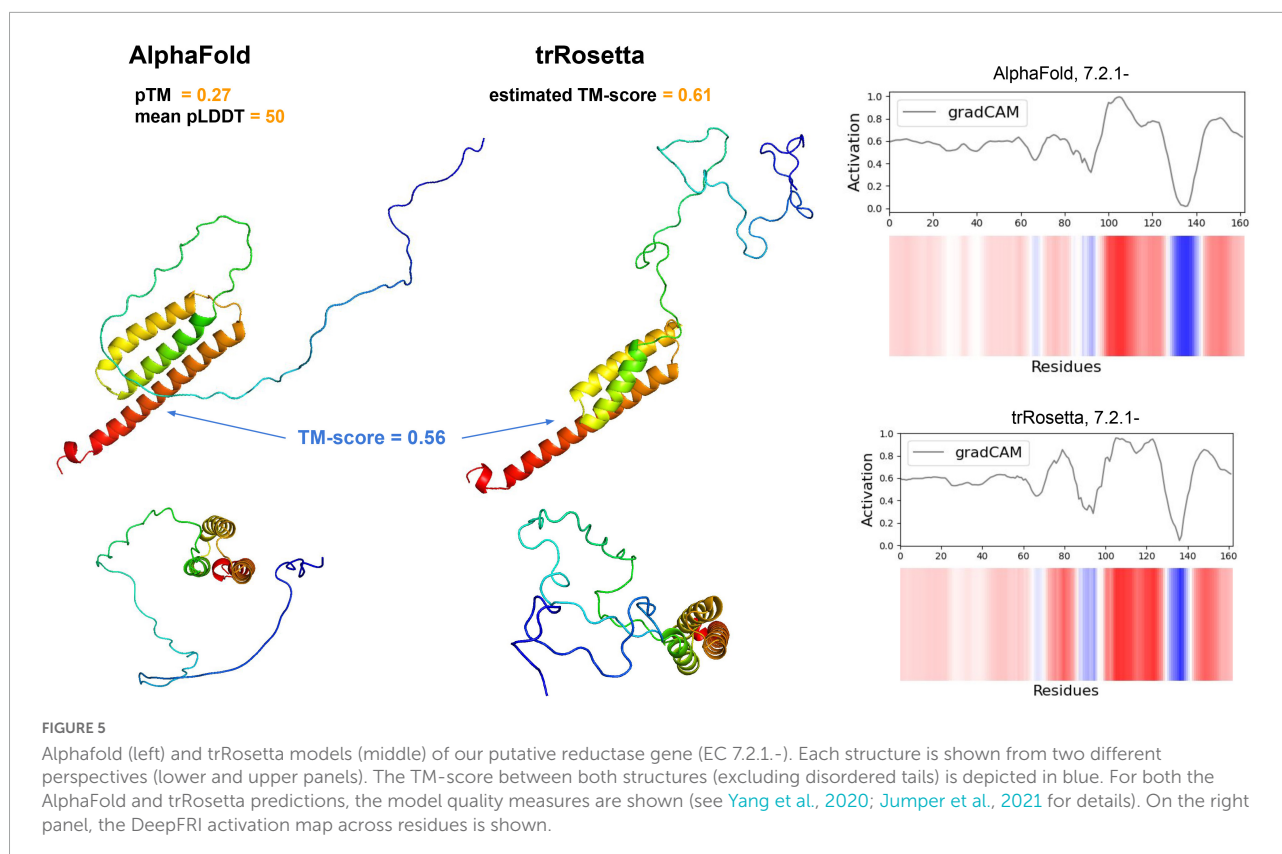 AlphaFold
pTM = 0.27
mean pLDDT = 50
trRosetta
estimated TM-score = 0.61
TM-score = 0.56
AlphaFold, 7.2.1-
gradCAM
Activation
1.0
0.8
0.6
0.4
0.2
0.0
0 20 40 60 80 100 120 140 160
Residues
trRosetta, 7.2.1-
gradCAM
Activation
1.0
0.8
0.6
0.4
0.2
0.0
0 20 40 60 80 100 120 140 160
Residues
FIGURE 5
Alphafold (left) and trRosetta models (middle) of our putative reductase gene (EC 7.2.1.-). Each structure is shown from two different
perspectives (lower and upper panels). The TM-score between both structures (excluding disordered tails) is depicted in blue. For both the
AlphaFold and trRosetta predictions, the model quality measures are shown (see Yang et al., 2020; Jumper et al., 2021 for details). On the right
panel, the DeepFRI activation map across residues is shown.